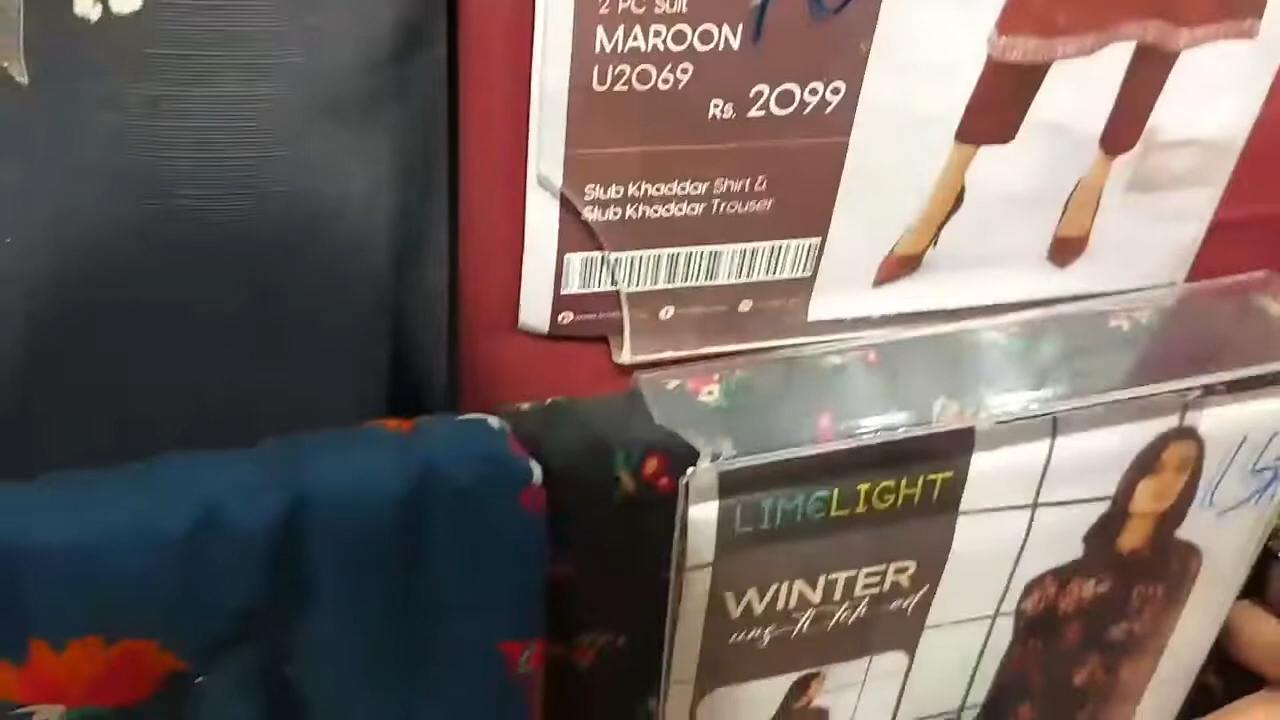 2 PC Suit
MAROON
U2069
Rs. 2099
Slub Khaddar Shirt &
Slub Khaddar Trouser
LIMELIGHT
WINTER